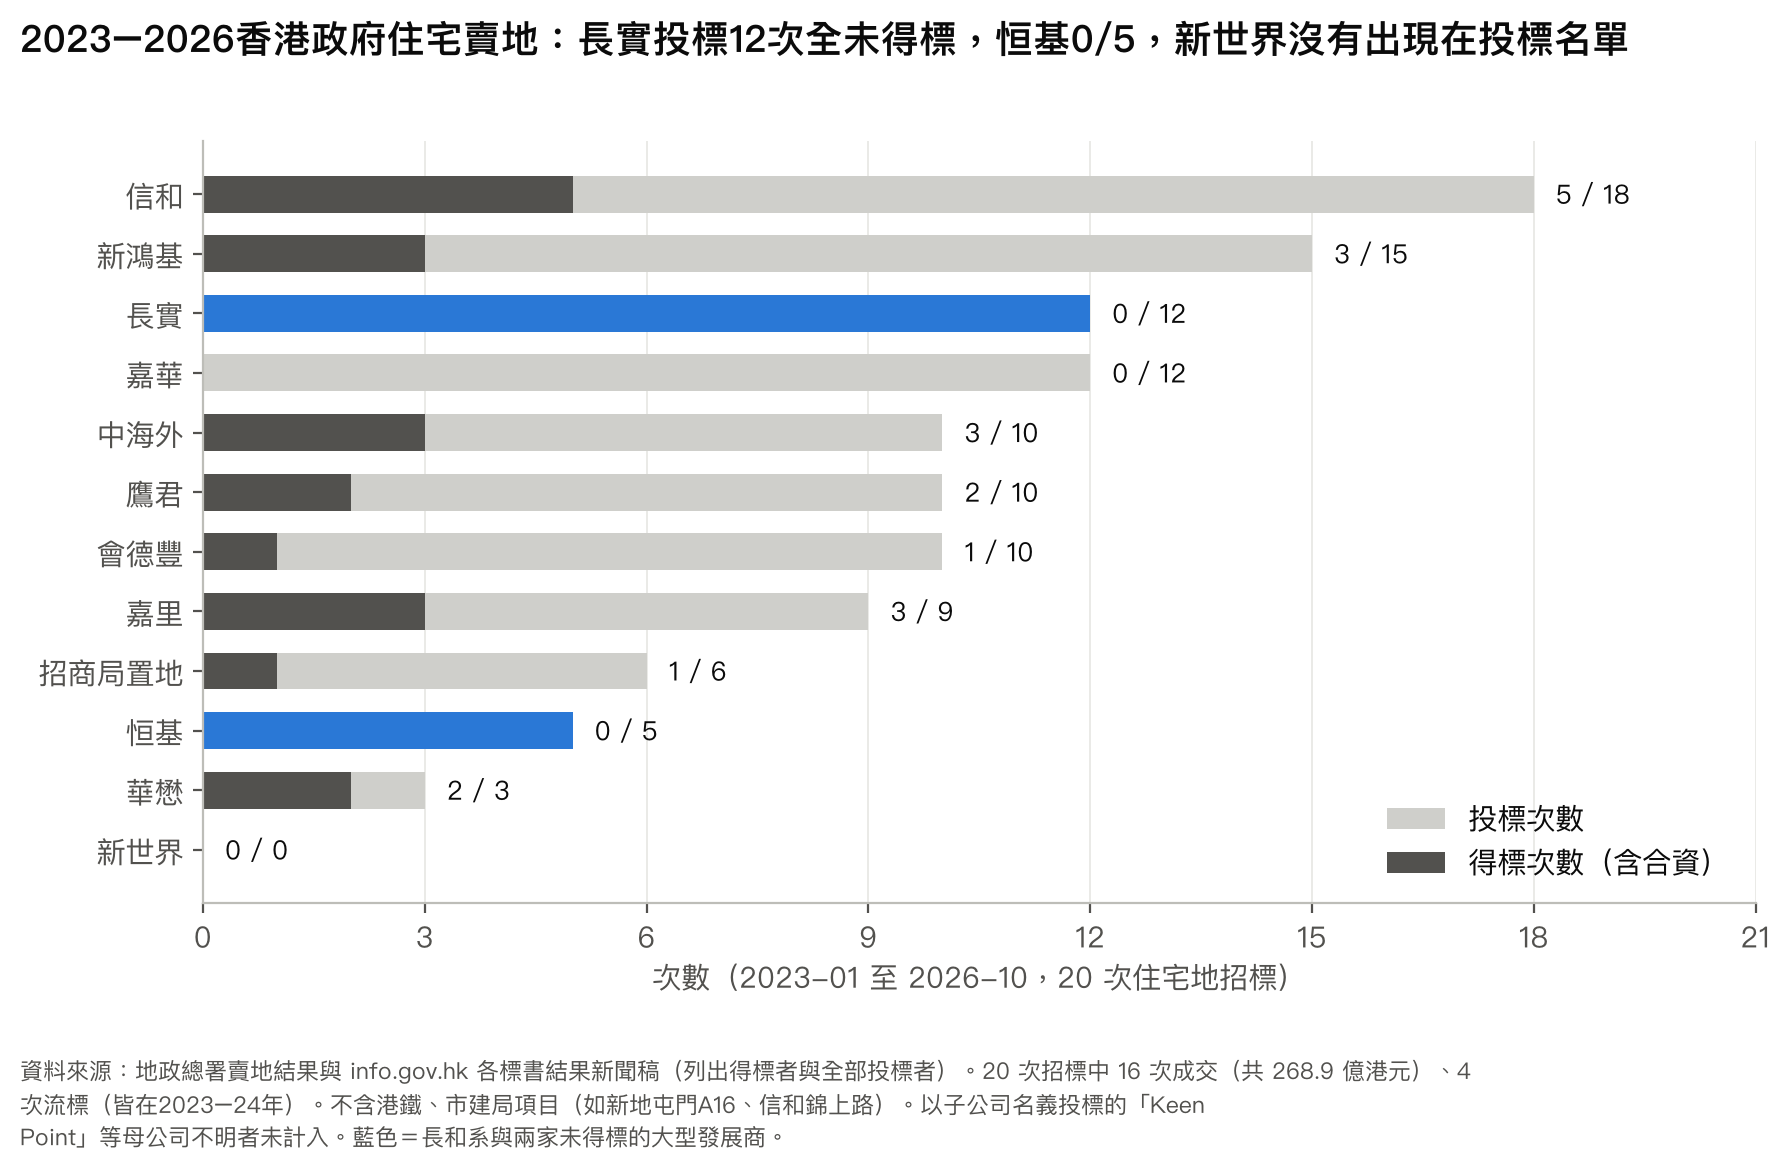 2023—2026香港政府住宅賣地：長實投標12次全未得標，恒基0/5，新世界沒有出現在投標名單
信和
5 / 18
新鴻基
3 / 15
長實
0 / 12
嘉華
0 / 12
中海外
3 / 10
鷹君
2 / 10
會德豐
1 / 10
嘉里
3 / 9
招商局置地
1 / 6
恒基
0 / 5
華懋
2 / 3
新世界
0 / 0
投標次數
得標次數（含合資）
0 3 6 9 12 15 18 21
次數（2023–01 至 2026–10，20 次住宅地招標）
資料來源：地政總署賣地結果與 info.gov.hk 各標書結果新聞稿（列出得標者與全部投標者）。20 次招標中 16 次成交（共 268.9 億港元）、4
次流標（皆在2023—24年）。不含港鐵、市建局項目（如新地屯門A16、信和錦上路）。以子公司名義投標的「Keen
Point」等母公司不明者未計入。藍色＝長和系與兩家未得標的大型發展商。